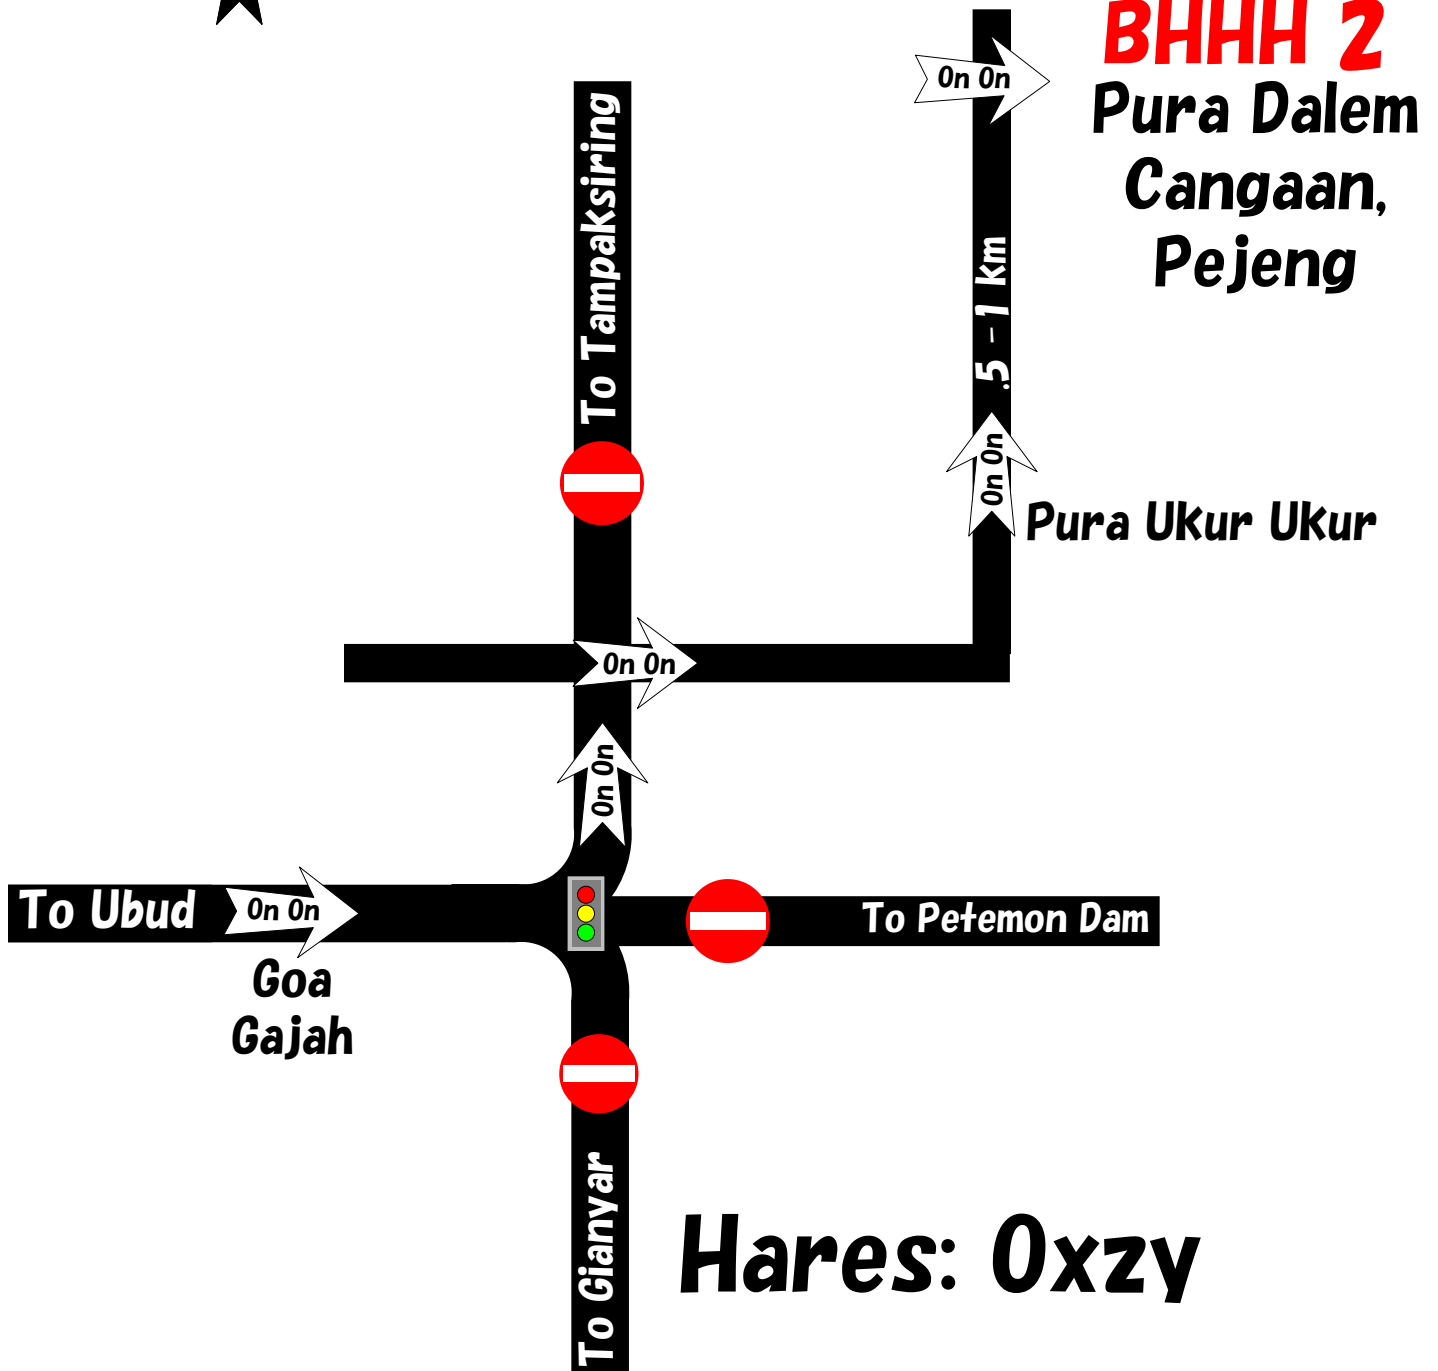 BHHH 2
Pura Dalem
Cangaan,
Pejeng
On On
To Tampaksiring
.5 - 1 km
On On
Pura Ukur Ukur
On On
On On
To Ubud
On On
To Petemon Dam
Goa
Gajah
To Gianyar
Hares: Oxzy